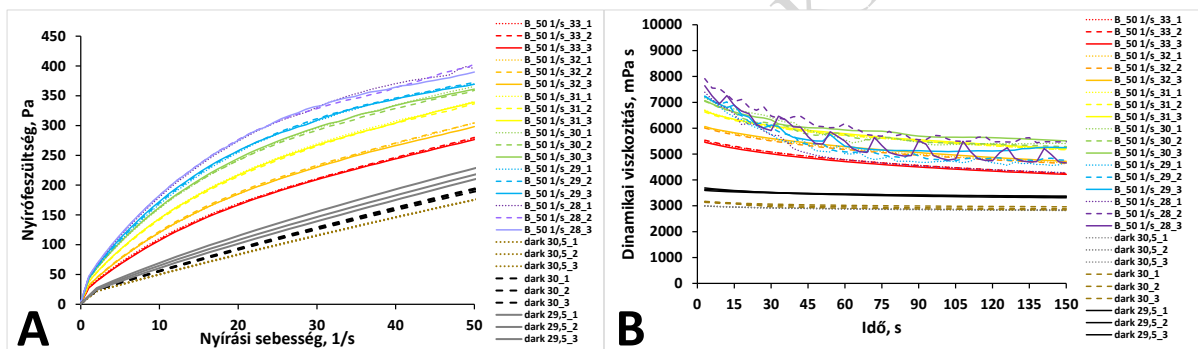 450
400
350
300
250
200
150
100
50
0
Nyírófeszültség, Pa
0 10 20 30 40 50
Nyírási sebesség, 1/s
A
B_50 1/s_33_1
B_50 1/s_33_2
B_50 1/s_33_3
B_50 1/s_32_1
B_50 1/s_32_2
B_50 1/s_32_3
B_50 1/s_31_1
B_50 1/s_31_2
B_50 1/s_31_3
B_50 1/s_30_1
B_50 1/s_30_2
B_50 1/s_30_3
B_50 1/s_29_1
B_50 1/s_29_2
B_50 1/s_29_3
B_50 1/s_28_1
B_50 1/s_28_2
B_50 1/s_28_3
dark 30,5_1
dark 30,5_2
dark 30,5_3
dark 30_1
dark 30_2
dark 30_3
dark 29,5_1
dark 29,5_2
dark 29,5_3
10000
9000
8000
7000
6000
5000
4000
3000
2000
1000
0
Dinamikai viszkozitás, mPa s
0 15 30 45 60 75 90 105 120 135 150
Idő, s
B
B_50 1/s_33_1
B_50 1/s_33_2
B_50 1/s_33_3
B_50 1/s_32_1
B_50 1/s_32_2
B_50 1/s_32_3
B_50 1/s_31_1
B_50 1/s_31_2
B_50 1/s_31_3
B_50 1/s_30_1
B_50 1/s_30_2
B_50 1/s_30_3
B_50 1/s_29_1
B_50 1/s_29_2
B_50 1/s_29_3
B_50 1/s_28_1
B_50 1/s_28_2
B_50 1/s_28_3
dark 30,5_1
dark 30,5_2
dark 30,5_3
dark 30_1
dark 30_2
dark 30_3
dark 29,5_1
dark 29,5_2
dark 29,5_3